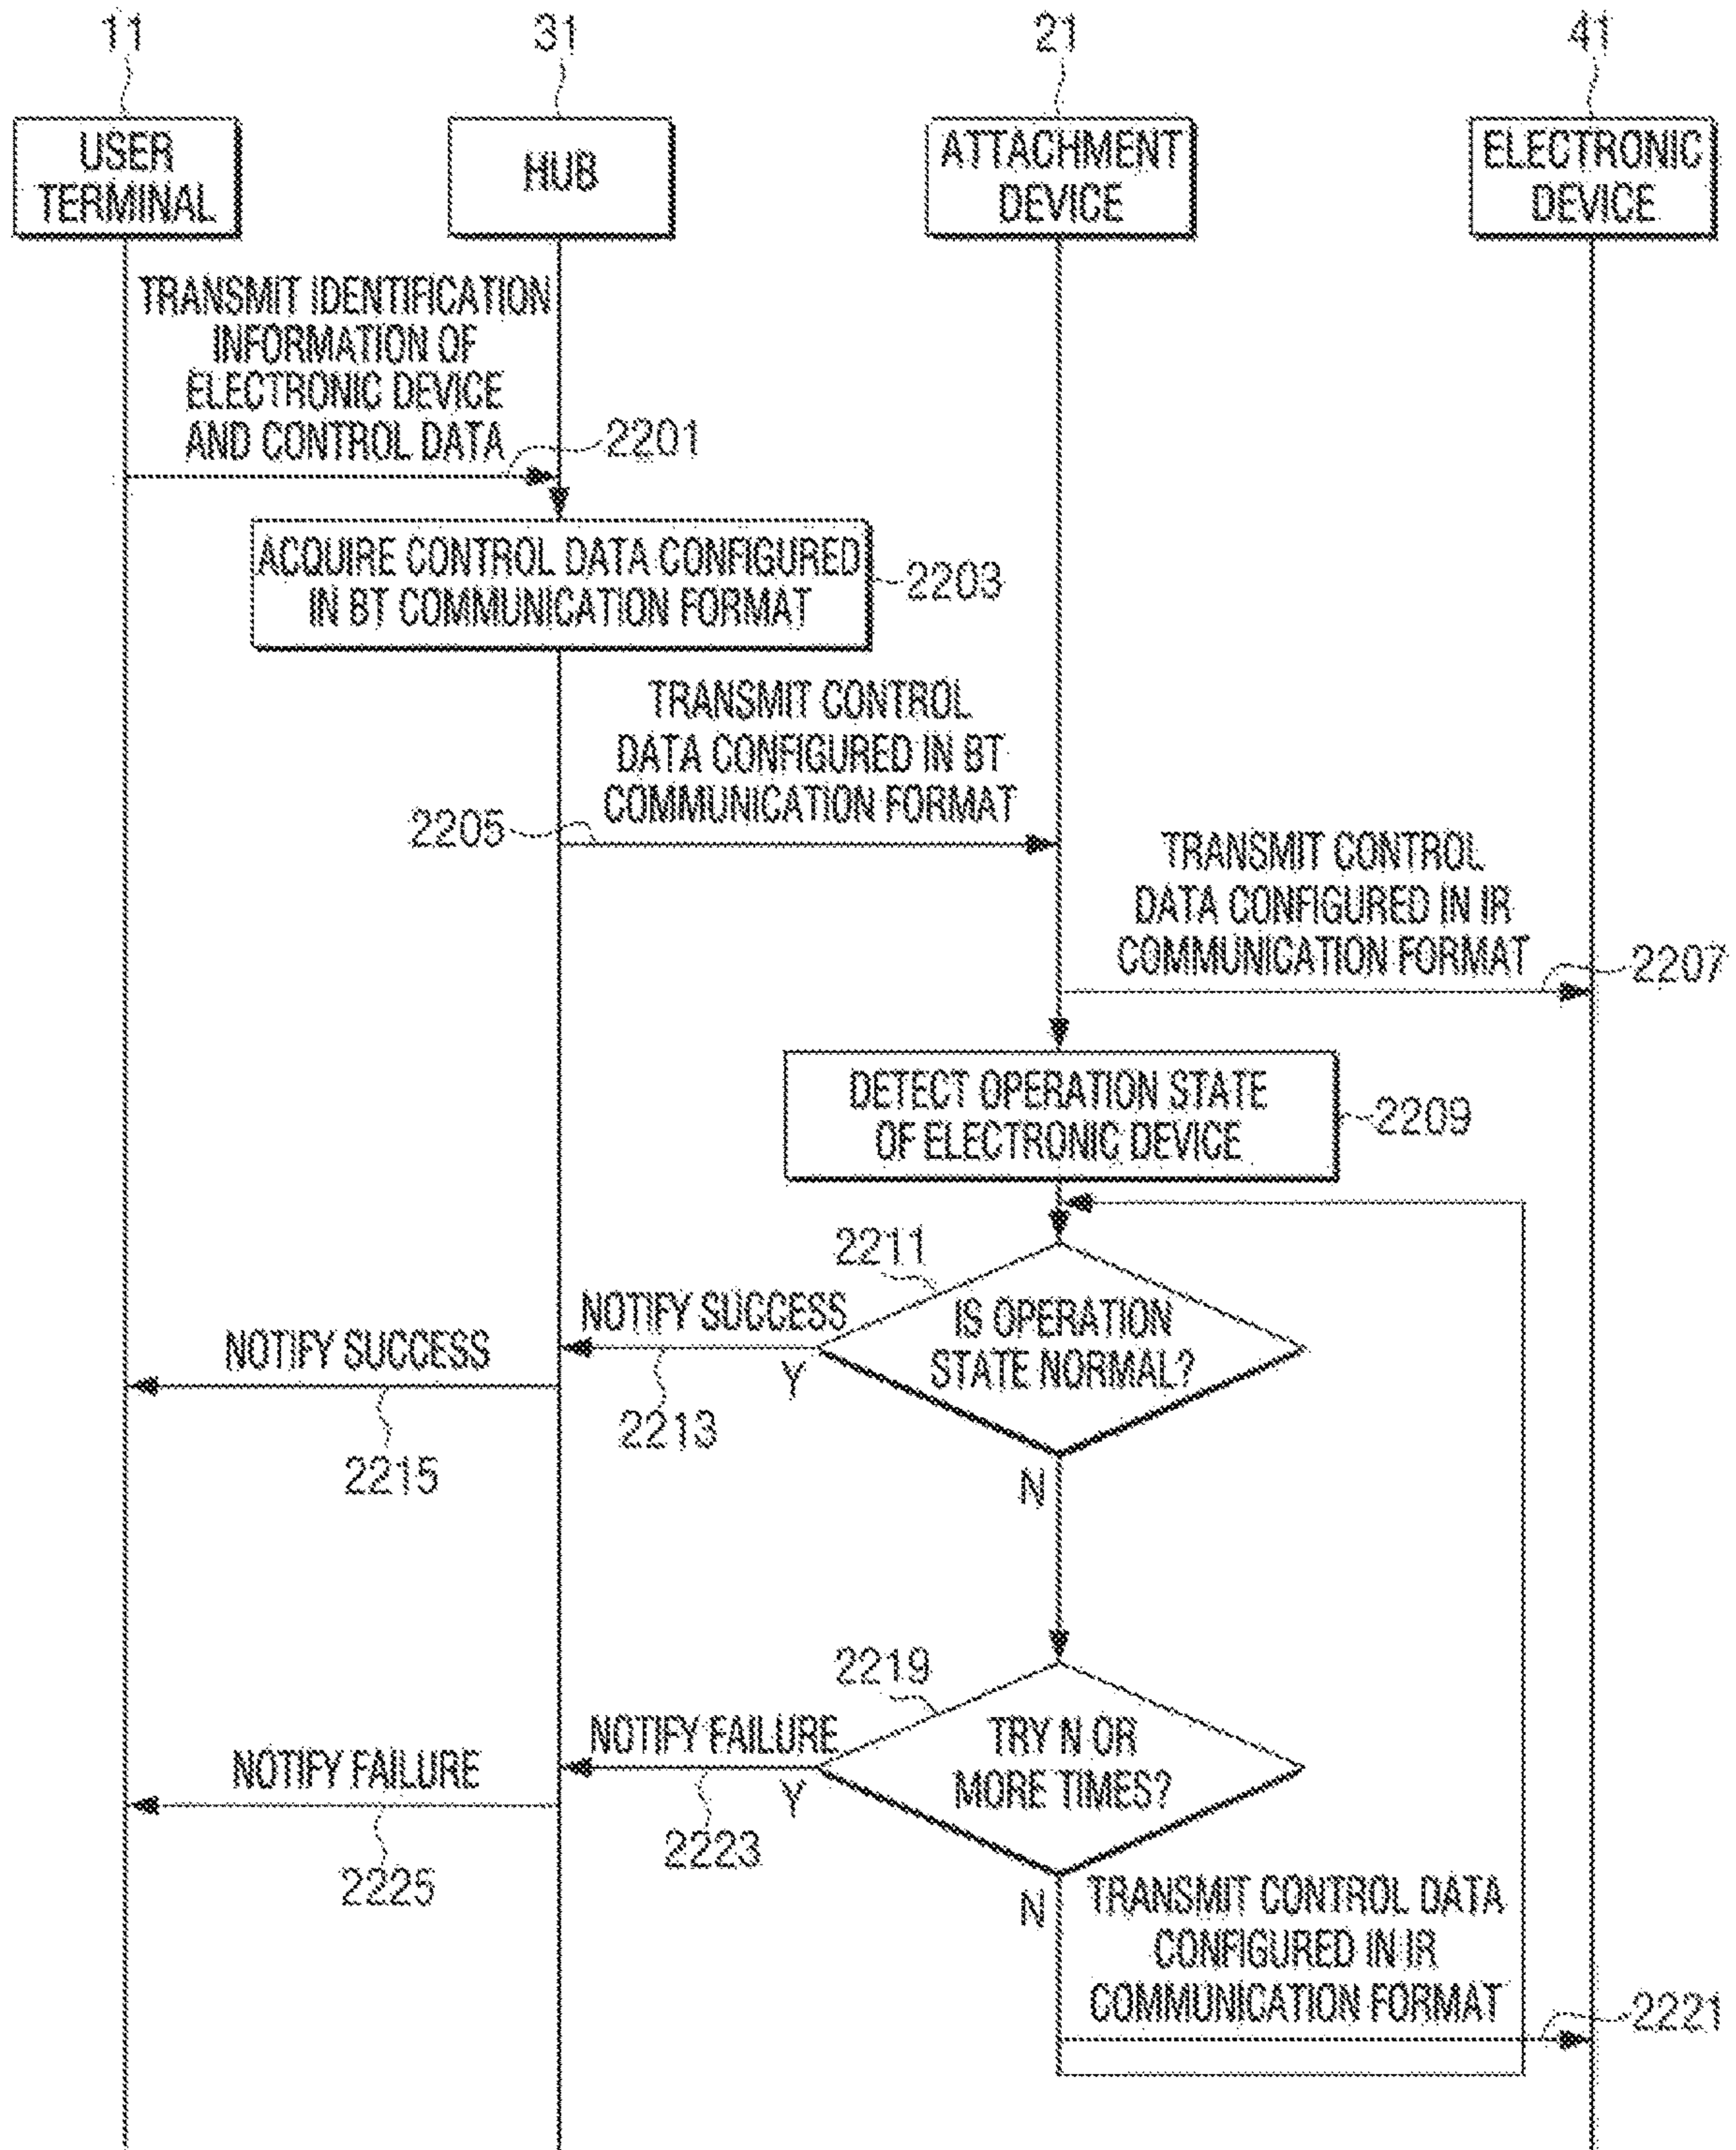 11
31
21
41
USER
TERMINAL
HUB
ATTACHMENT
DEVICE
ELECTRONIC
DEVICE
TRANSMIT IDENTIFICATION
INFORMATION OF
ELECTRONIC DEVICE
AND CONTROL DATA
2201
ACQUIRE CONTROL DATA CONFIGURED
IN BT COMMUNICATION FORMAT
2203
TRANSMIT CONTROL
DATA CONFIGURED IN BT
COMMUNICATION FORMAT
2205
TRANSMIT CONTROL
DATA CONFIGURED IN IR
COMMUNICATION FORMAT
2207
DETECT OPERATION STATE
OF ELECTRONIC DEVICE
2209
2211
IS OPERATION
STATE NORMAL?
NOTIFY SUCCESS
Y
2213
NOTIFY SUCCESS
2215
N
2219
TRY N OR
MORE TIMES?
NOTIFY FAILURE
Y
2223
NOTIFY FAILURE
2225
N
TRANSMIT CONTROL DATA
CONFIGURED IN IR
COMMUNICATION FORMAT
2221